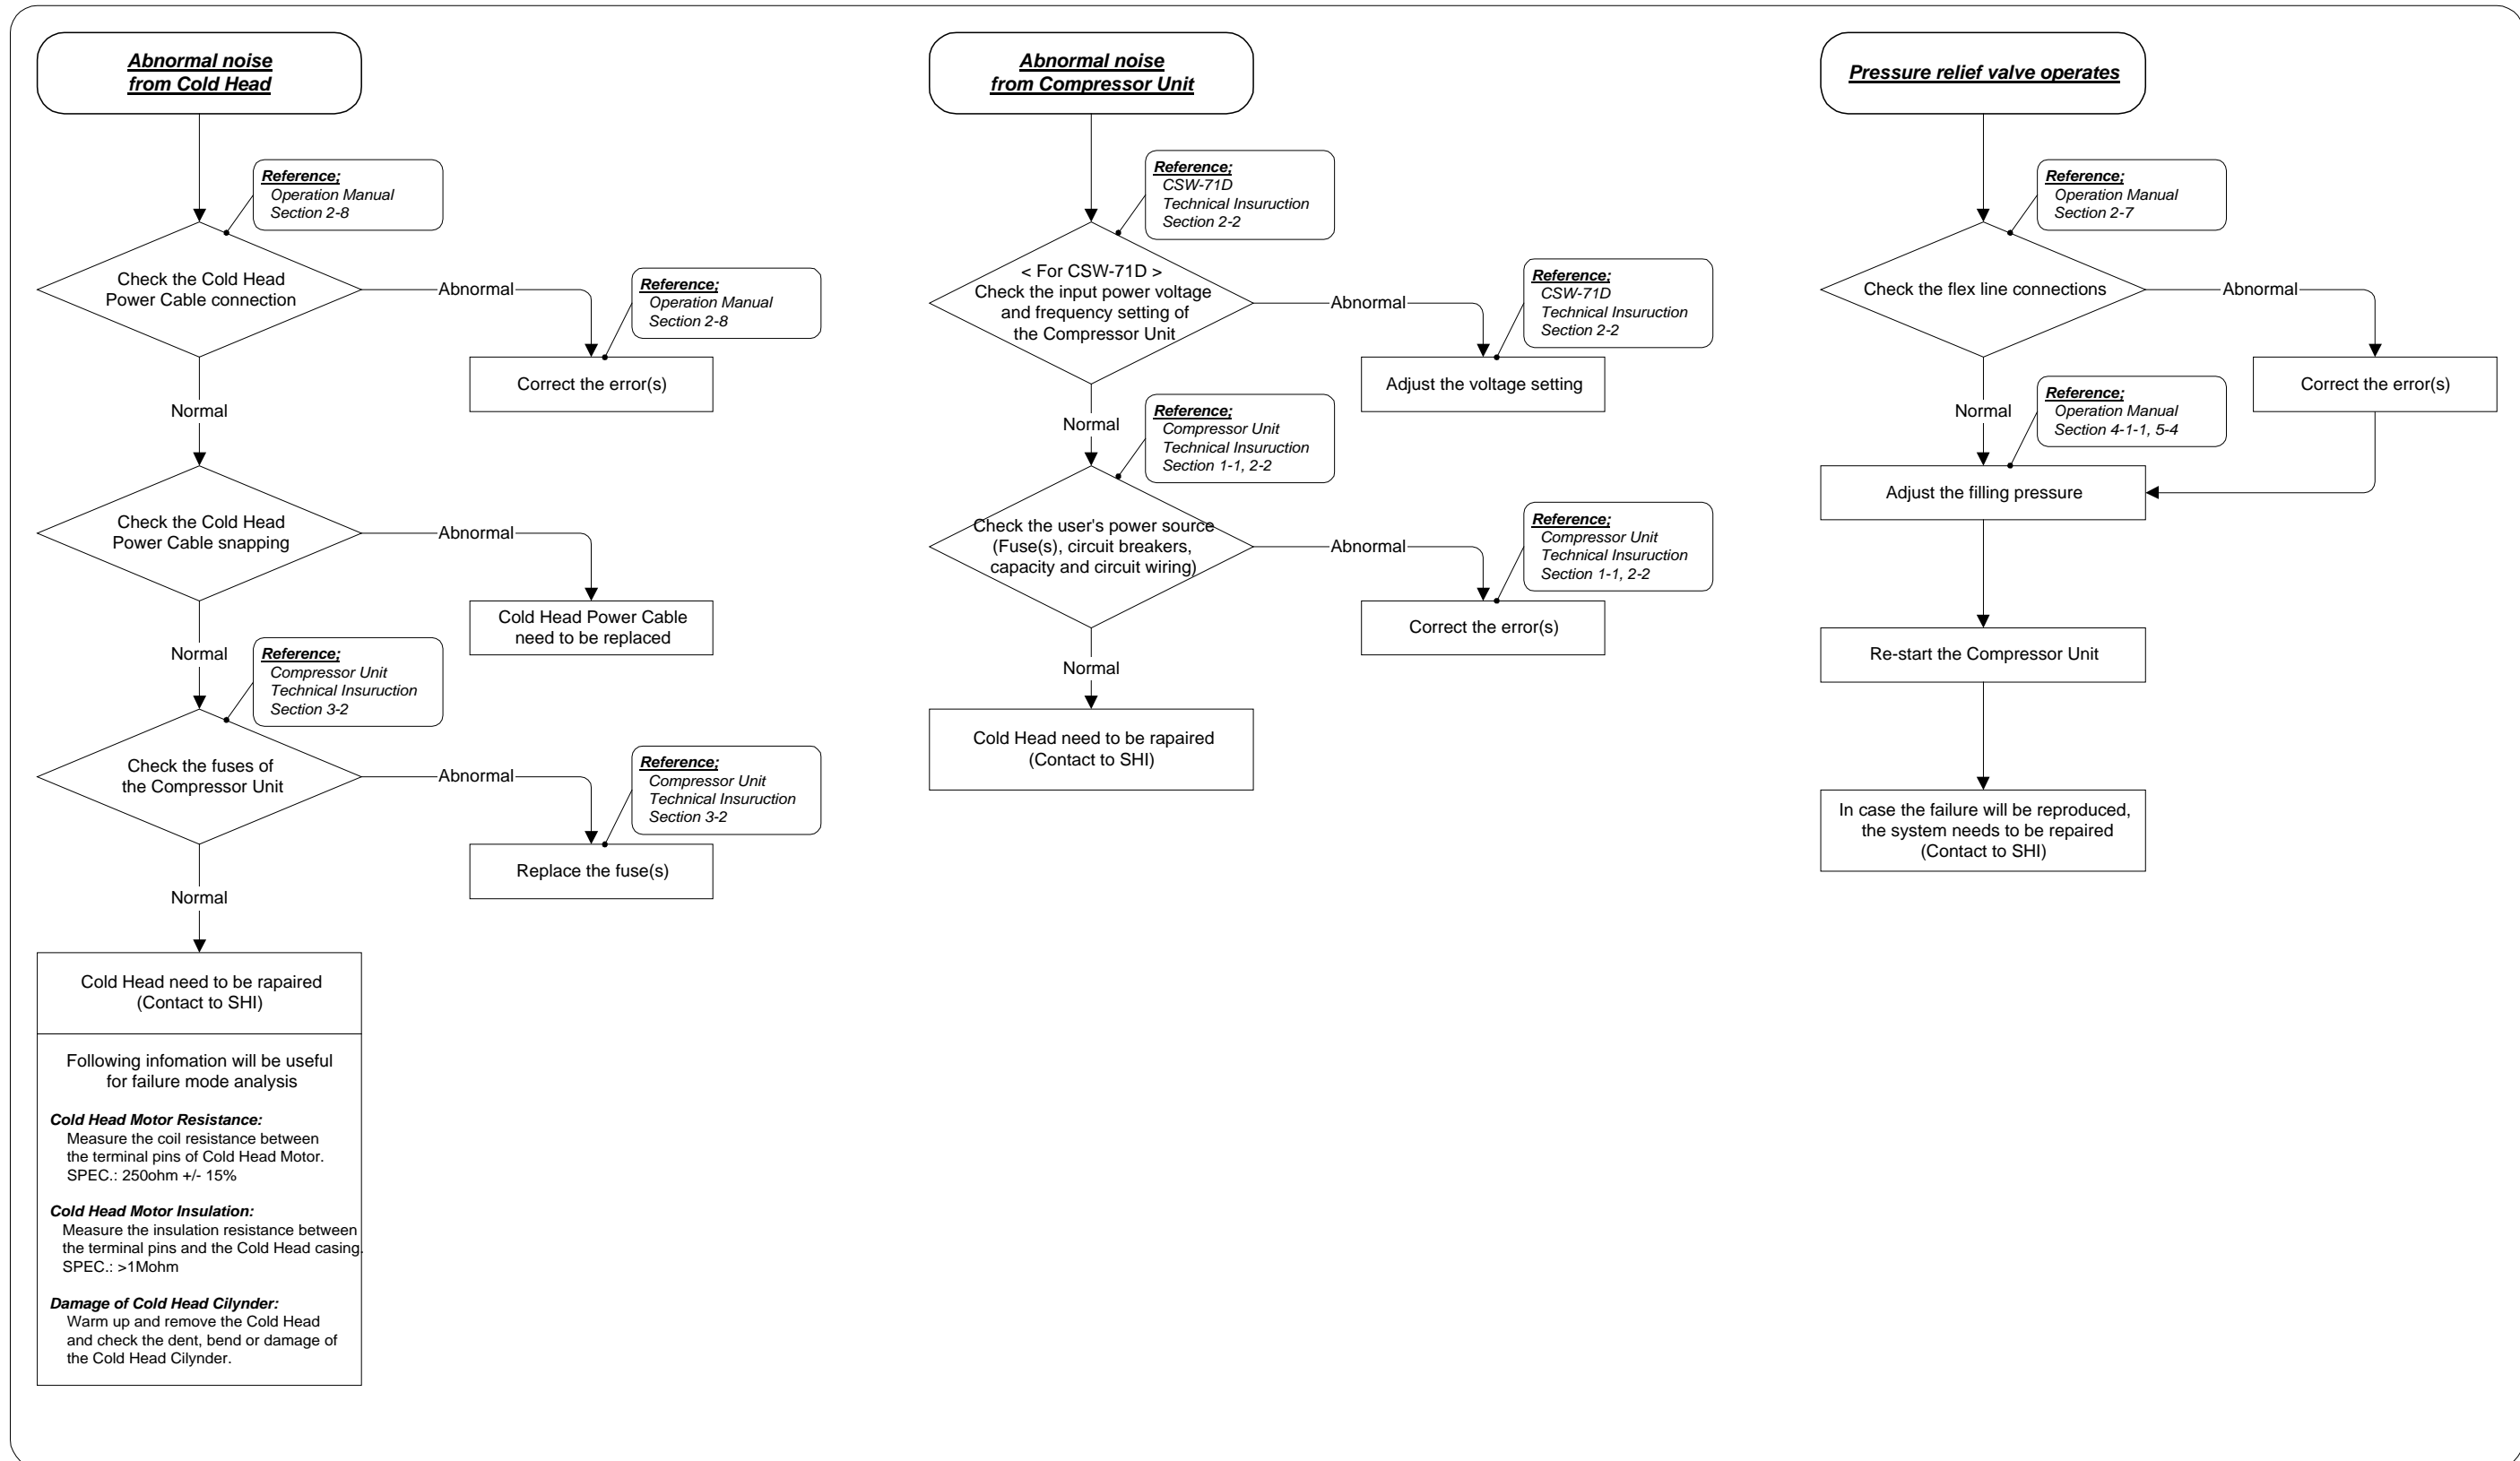 Abnormal noise
from Cold Head
Reference;
Operation Manual
Section 2-8
Check the Cold Head
Power Cable connection
Abnormal
Reference;
Operation Manual
Section 2-8
Correct the error(s)
Normal
Check the Cold Head
Power Cable snapping
Abnormal
Cold Head Power Cable
need to be replaced
Normal
Reference;
Compressor Unit
Technical Insuruction
Section 3-2
Check the fuses of
the Compressor Unit
Abnormal
Reference;
Compressor Unit
Technical Insuruction
Section 3-2
Replace the fuse(s)
Normal
Cold Head need to be rapaired
(Contact to SHI)
Following infomation will be useful
for failure mode analysis
Cold Head Motor Resistance:
Measure the coil resistance between
the terminal pins of Cold Head Motor.
SPEC.: 250ohm +/- 15%
Cold Head Motor Insulation:
Measure the insulation resistance between
the terminal pins and the Cold Head casing.
SPEC.: >1Mohm
Damage of Cold Head Cilynder:
Warm up and remove the Cold Head
and check the dent, bend or damage of
the Cold Head Cilynder.
Abnormal noise
from Compressor Unit
Reference;
CSW-71D
Technical Insuruction
Section 2-2
< For CSW-71D >
Check the input power voltage
and frequency setting of
the Compressor Unit
Abnormal
Reference;
CSW-71D
Technical Insuruction
Section 2-2
Adjust the voltage setting
Normal
Reference;
Compressor Unit
Technical Insuruction
Section 1-1, 2-2
Check the user's power source
(Fuse(s), circuit breakers,
capacity and circuit wiring)
Abnormal
Reference;
Compressor Unit
Technical Insuruction
Section 1-1, 2-2
Correct the error(s)
Normal
Cold Head need to be rapaired
(Contact to SHI)
Pressure relief valve operates
Reference;
Operation Manual
Section 2-7
Check the flex line connections
Abnormal
Correct the error(s)
Normal
Reference;
Operation Manual
Section 4-1-1, 5-4
Adjust the filling pressure
Re-start the Compressor Unit
In case the failure will be reproduced,
the system needs to be repaired
(Contact to SHI)